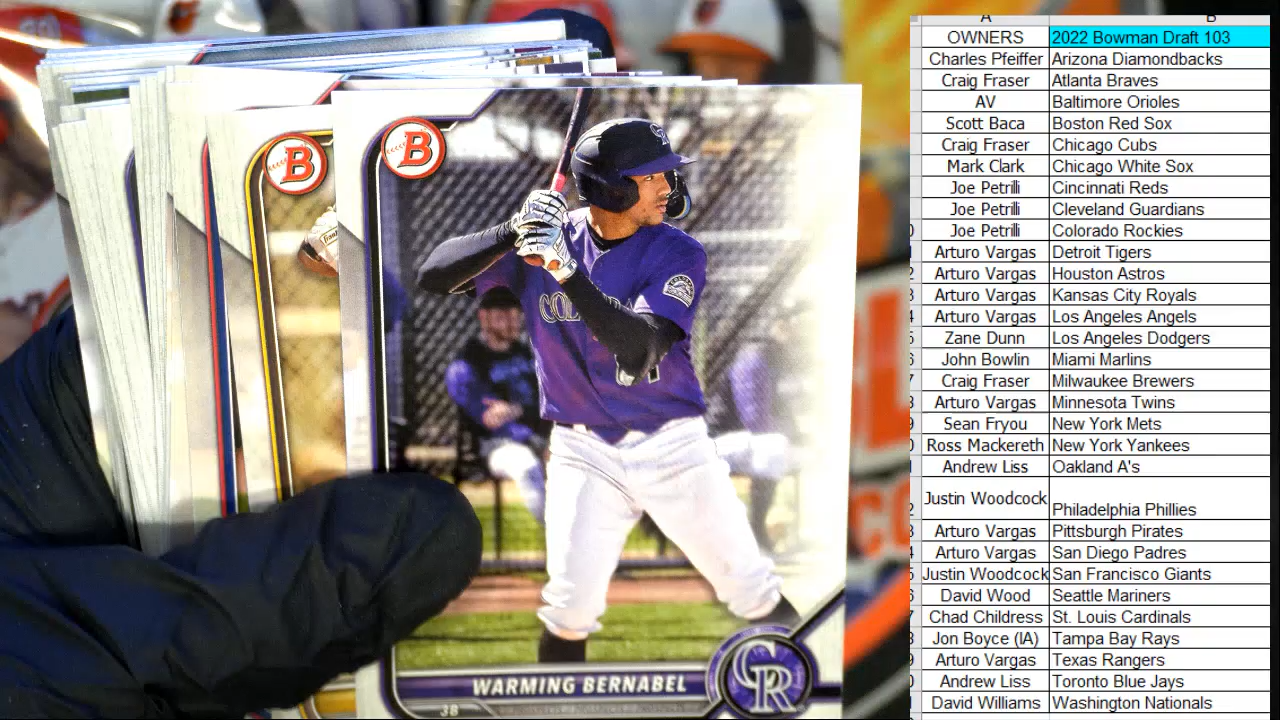 B
B
COL
CR
WARMING BERNABEL
3B
A B
OWNERS 2022 Bowman Draft 103
Charles Pfeiffer Arizona Diamondbacks
Craig Fraser Atlanta Braves
AV Baltimore Orioles
Scott Baca Boston Red Sox
Craig Fraser Chicago Cubs
Mark Clark Chicago White Sox
Joe Petrilli Cincinnati Reds
Joe Petrilli Cleveland Guardians
Joe Petrilli Colorado Rockies
Arturo Vargas Detroit Tigers
Arturo Vargas Houston Astros
Arturo Vargas Kansas City Royals
Arturo Vargas Los Angeles Angels
Zane Dunn Los Angeles Dodgers
John Bowlin Miami Marlins
Craig Fraser Milwaukee Brewers
Arturo Vargas Minnesota Twins
Sean Fryou New York Mets
Ross Mackereth New York Yankees
Andrew Liss Oakland A's
Justin Woodcock Philadelphia Phillies
Arturo Vargas Pittsburgh Pirates
Arturo Vargas San Diego Padres
Justin Woodcock San Francisco Giants
David Wood Seattle Mariners
Chad Childress St. Louis Cardinals
Jon Boyce (IA) Tampa Bay Rays
Arturo Vargas Texas Rangers
Andrew Liss Toronto Blue Jays
David Williams Washington Nationals